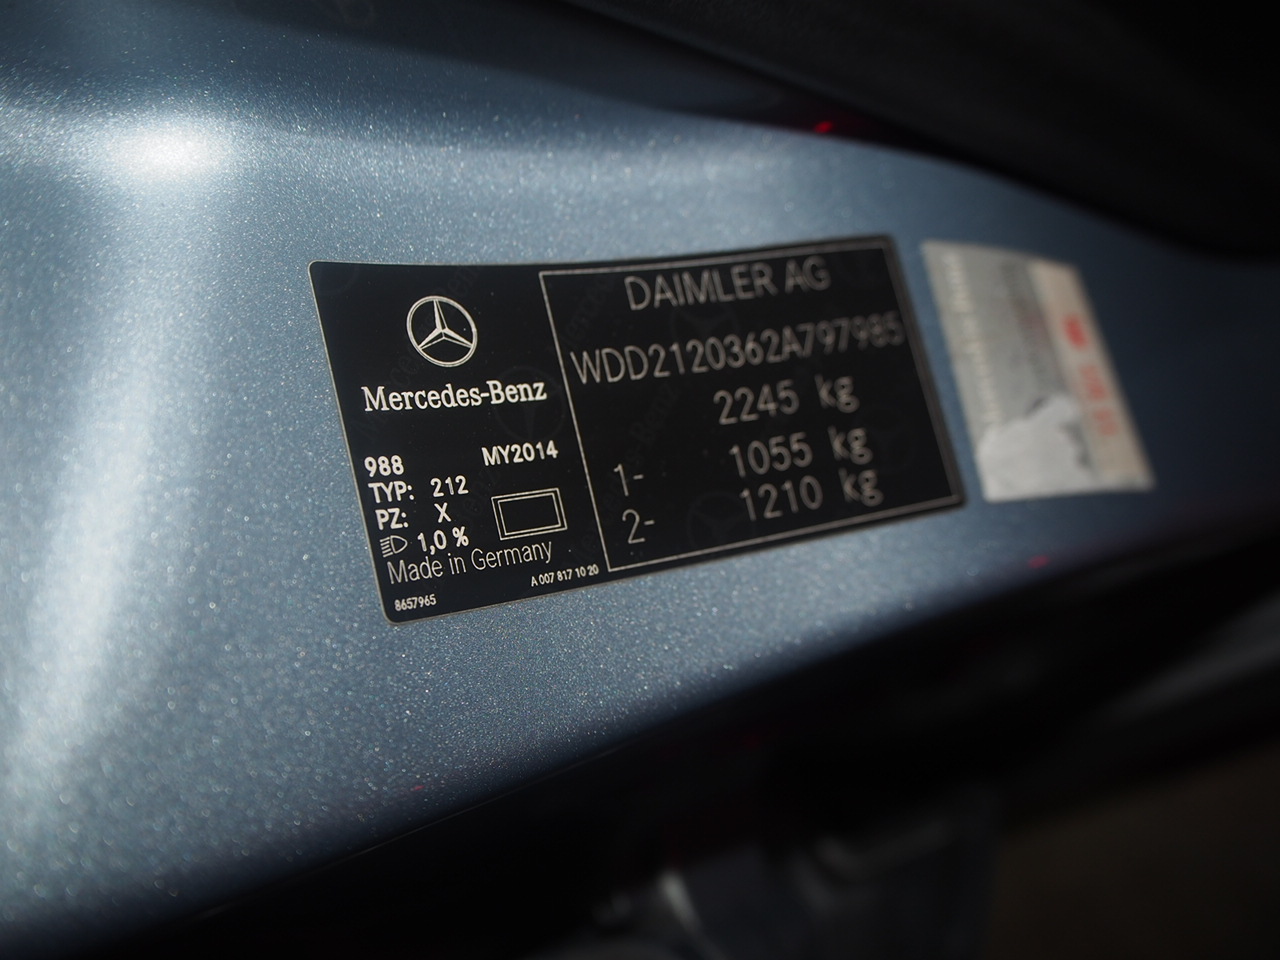 Mercedes-Benz
988 MY2014
TYP: 212
PZ: X
1,0 %
Made in Germany
8657965
A 007 817 10 20
DAIMLER AG
WDD2120362A797985
2245 kg
1- 1055 kg
2- 1210 kg